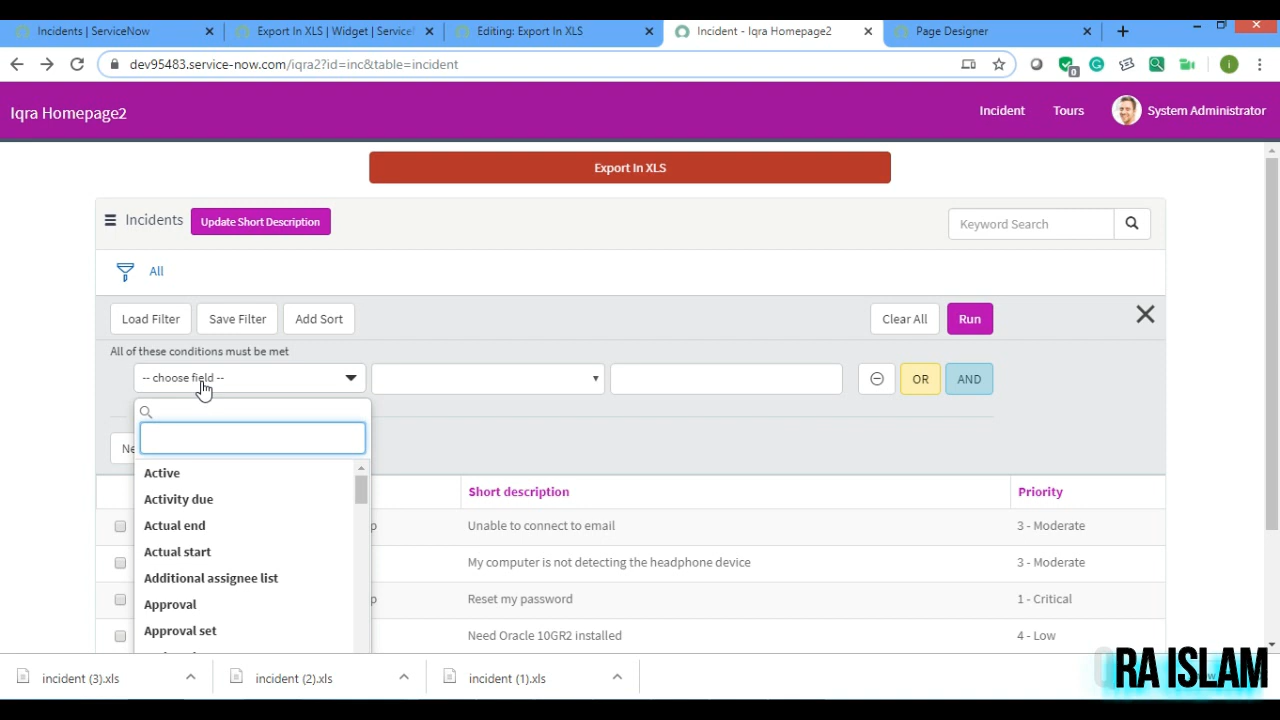 Incidents | ServiceNow
Export In XLS | Widget | Service
Editing: Export In XLS
Incident - Iqra Homepage2
Page Designer
dev95483.service-now.com/iqra2?id=inc&table=incident
0
i
Iqra Homepage2
Incident
Tours
System Administrator
Export In XLS
Incidents
Update Short Description
Keyword Search
All
Load Filter
Save Filter
Add Sort
Clear All
Run
All of these conditions must be met
-- choose field --
OR
AND
Ne
Active
Activity due
Actual end
Actual start
Additional assignee list
Approval
Approval set
Short description
Priority
p
Unable to connect to email
3 - Moderate
My computer is not detecting the headphone device
3 - Moderate
p
Reset my password
1 - Critical
Need Oracle 10GR2 installed
4 - Low
incident (3).xls
incident (2).xls
incident (1).xls
RA ISLAM